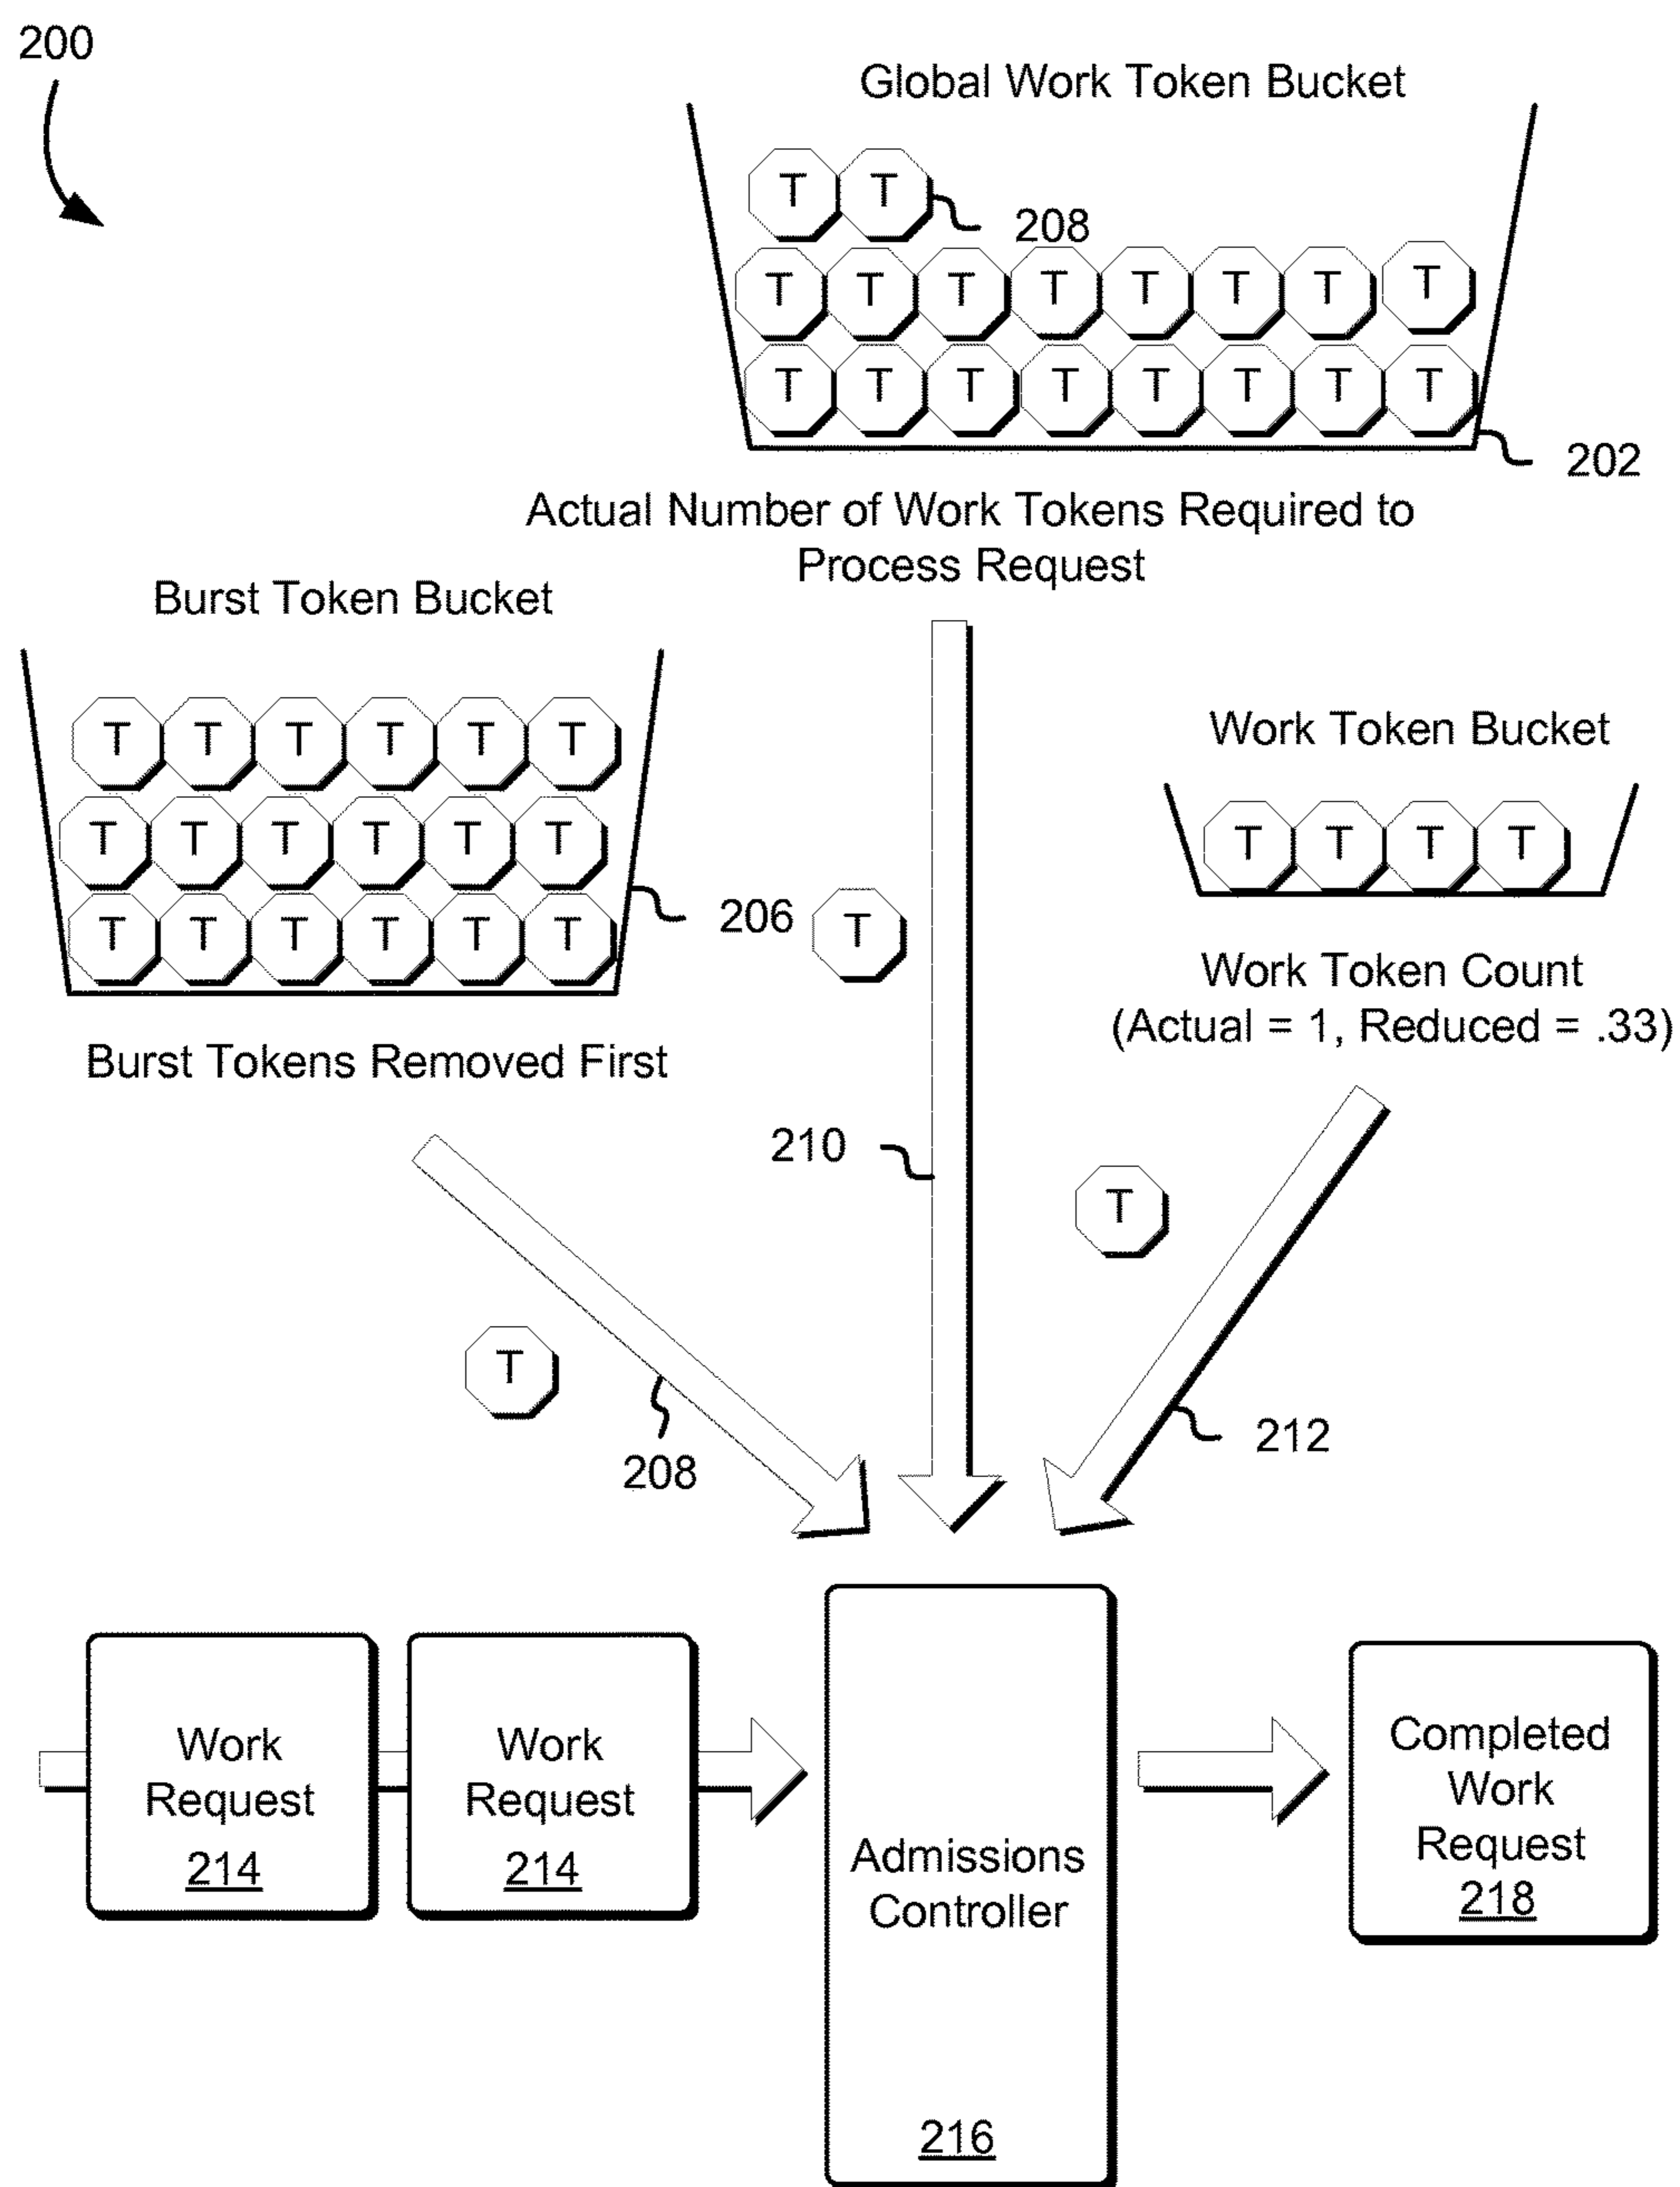 200
Global Work Token Bucket
T T
208
T T T T T T T T
T T T T T T T T
202
Actual Number of Work Tokens Required to
Process Request
Burst Token Bucket
T T T T T T
T T T T T T
T T T T T T
206
T
Work Token Bucket
T T T T
Work Token Count
(Actual = 1, Reduced = .33)
Burst Tokens Removed First
210
T
T
208
212
Work
Request
214
Work
Request
214
Admissions
Controller
216
Completed
Work
Request
218